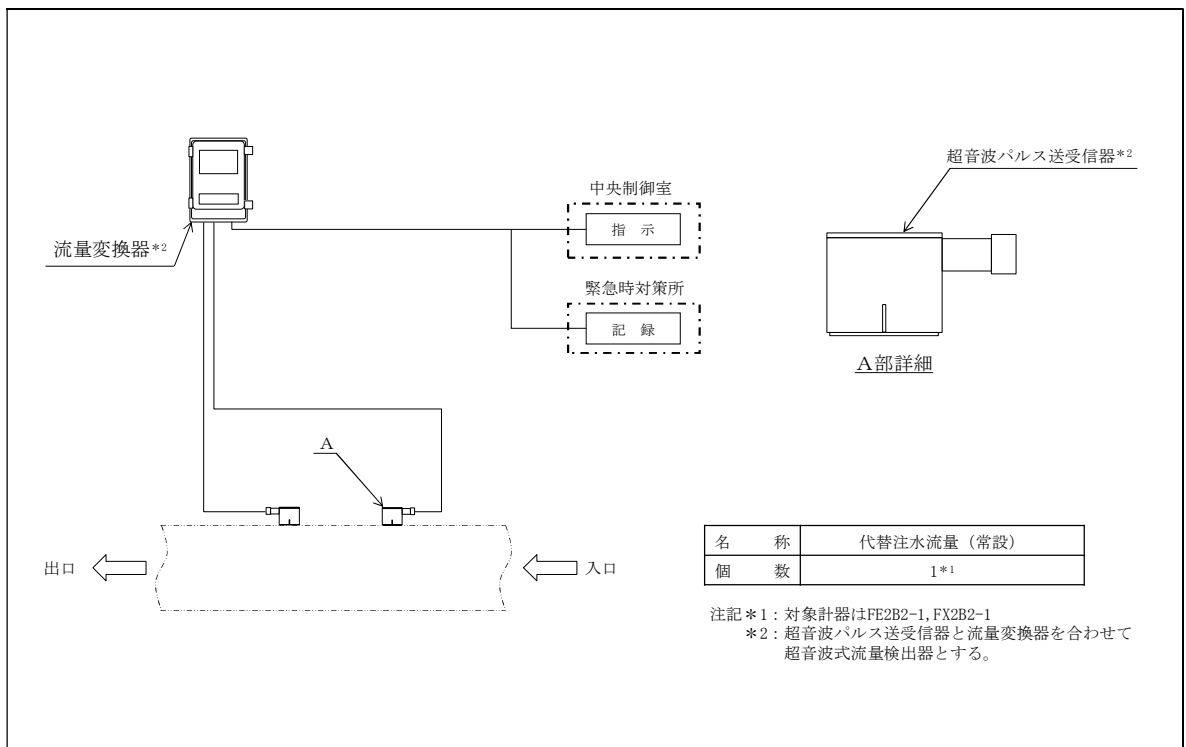 超音波パルス送受信器*2
中央制御室
指 示
流量変換器*2
緊急時対策所
記 録
A部詳細
A
出口
入口
名 称 代替注水流量（常設）
個 数 1*1
注記*1：対象計器はFE2B2-1,FX2B2-1
*2：超音波パルス送受信器と流量変換器を合わせて
超音波式流量検出器とする。